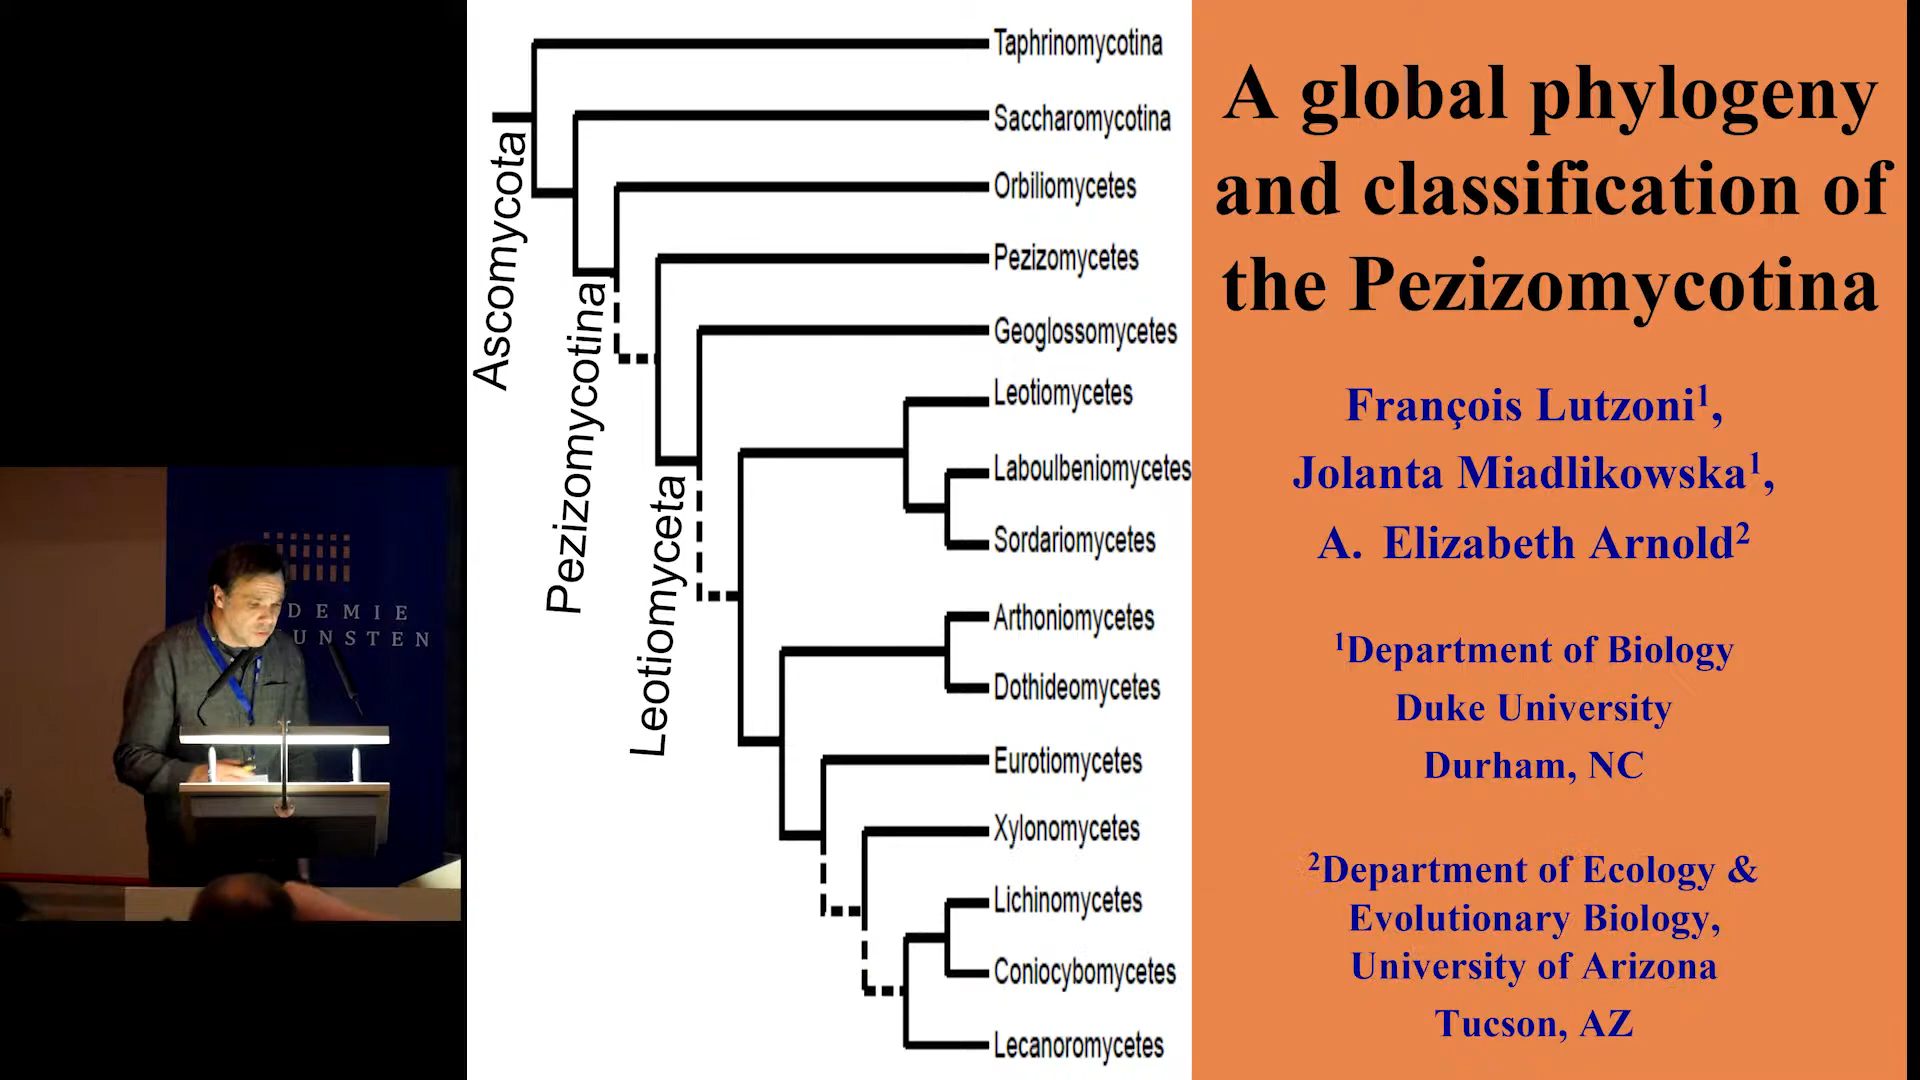 Taphrinomycotina
Saccharomycotina
Orbiliomycetes
Pezizomycetes
Geoglossomycetes
Leotiomycetes
Laboulbeniomycetes
Sordariomycetes
Arthoniomycetes
Dothideomycetes
Eurotiomycetes
Xylonomycetes
Lichinomycetes
Coniocybomycetes
Lecanoromycetes
Ascomycota
Pezizomycotina
Leotiomyceta
A global phylogeny
and classification of
the Pezizomycotina
François Lutzoni¹,
Jolanta Miadlikowska¹,
A. Elizabeth Arnold²
¹Department of Biology
Duke University
Durham, NC
²Department of Ecology &
Evolutionary Biology,
University of Arizona
Tucson, AZ
DEMIE
UNSTEN